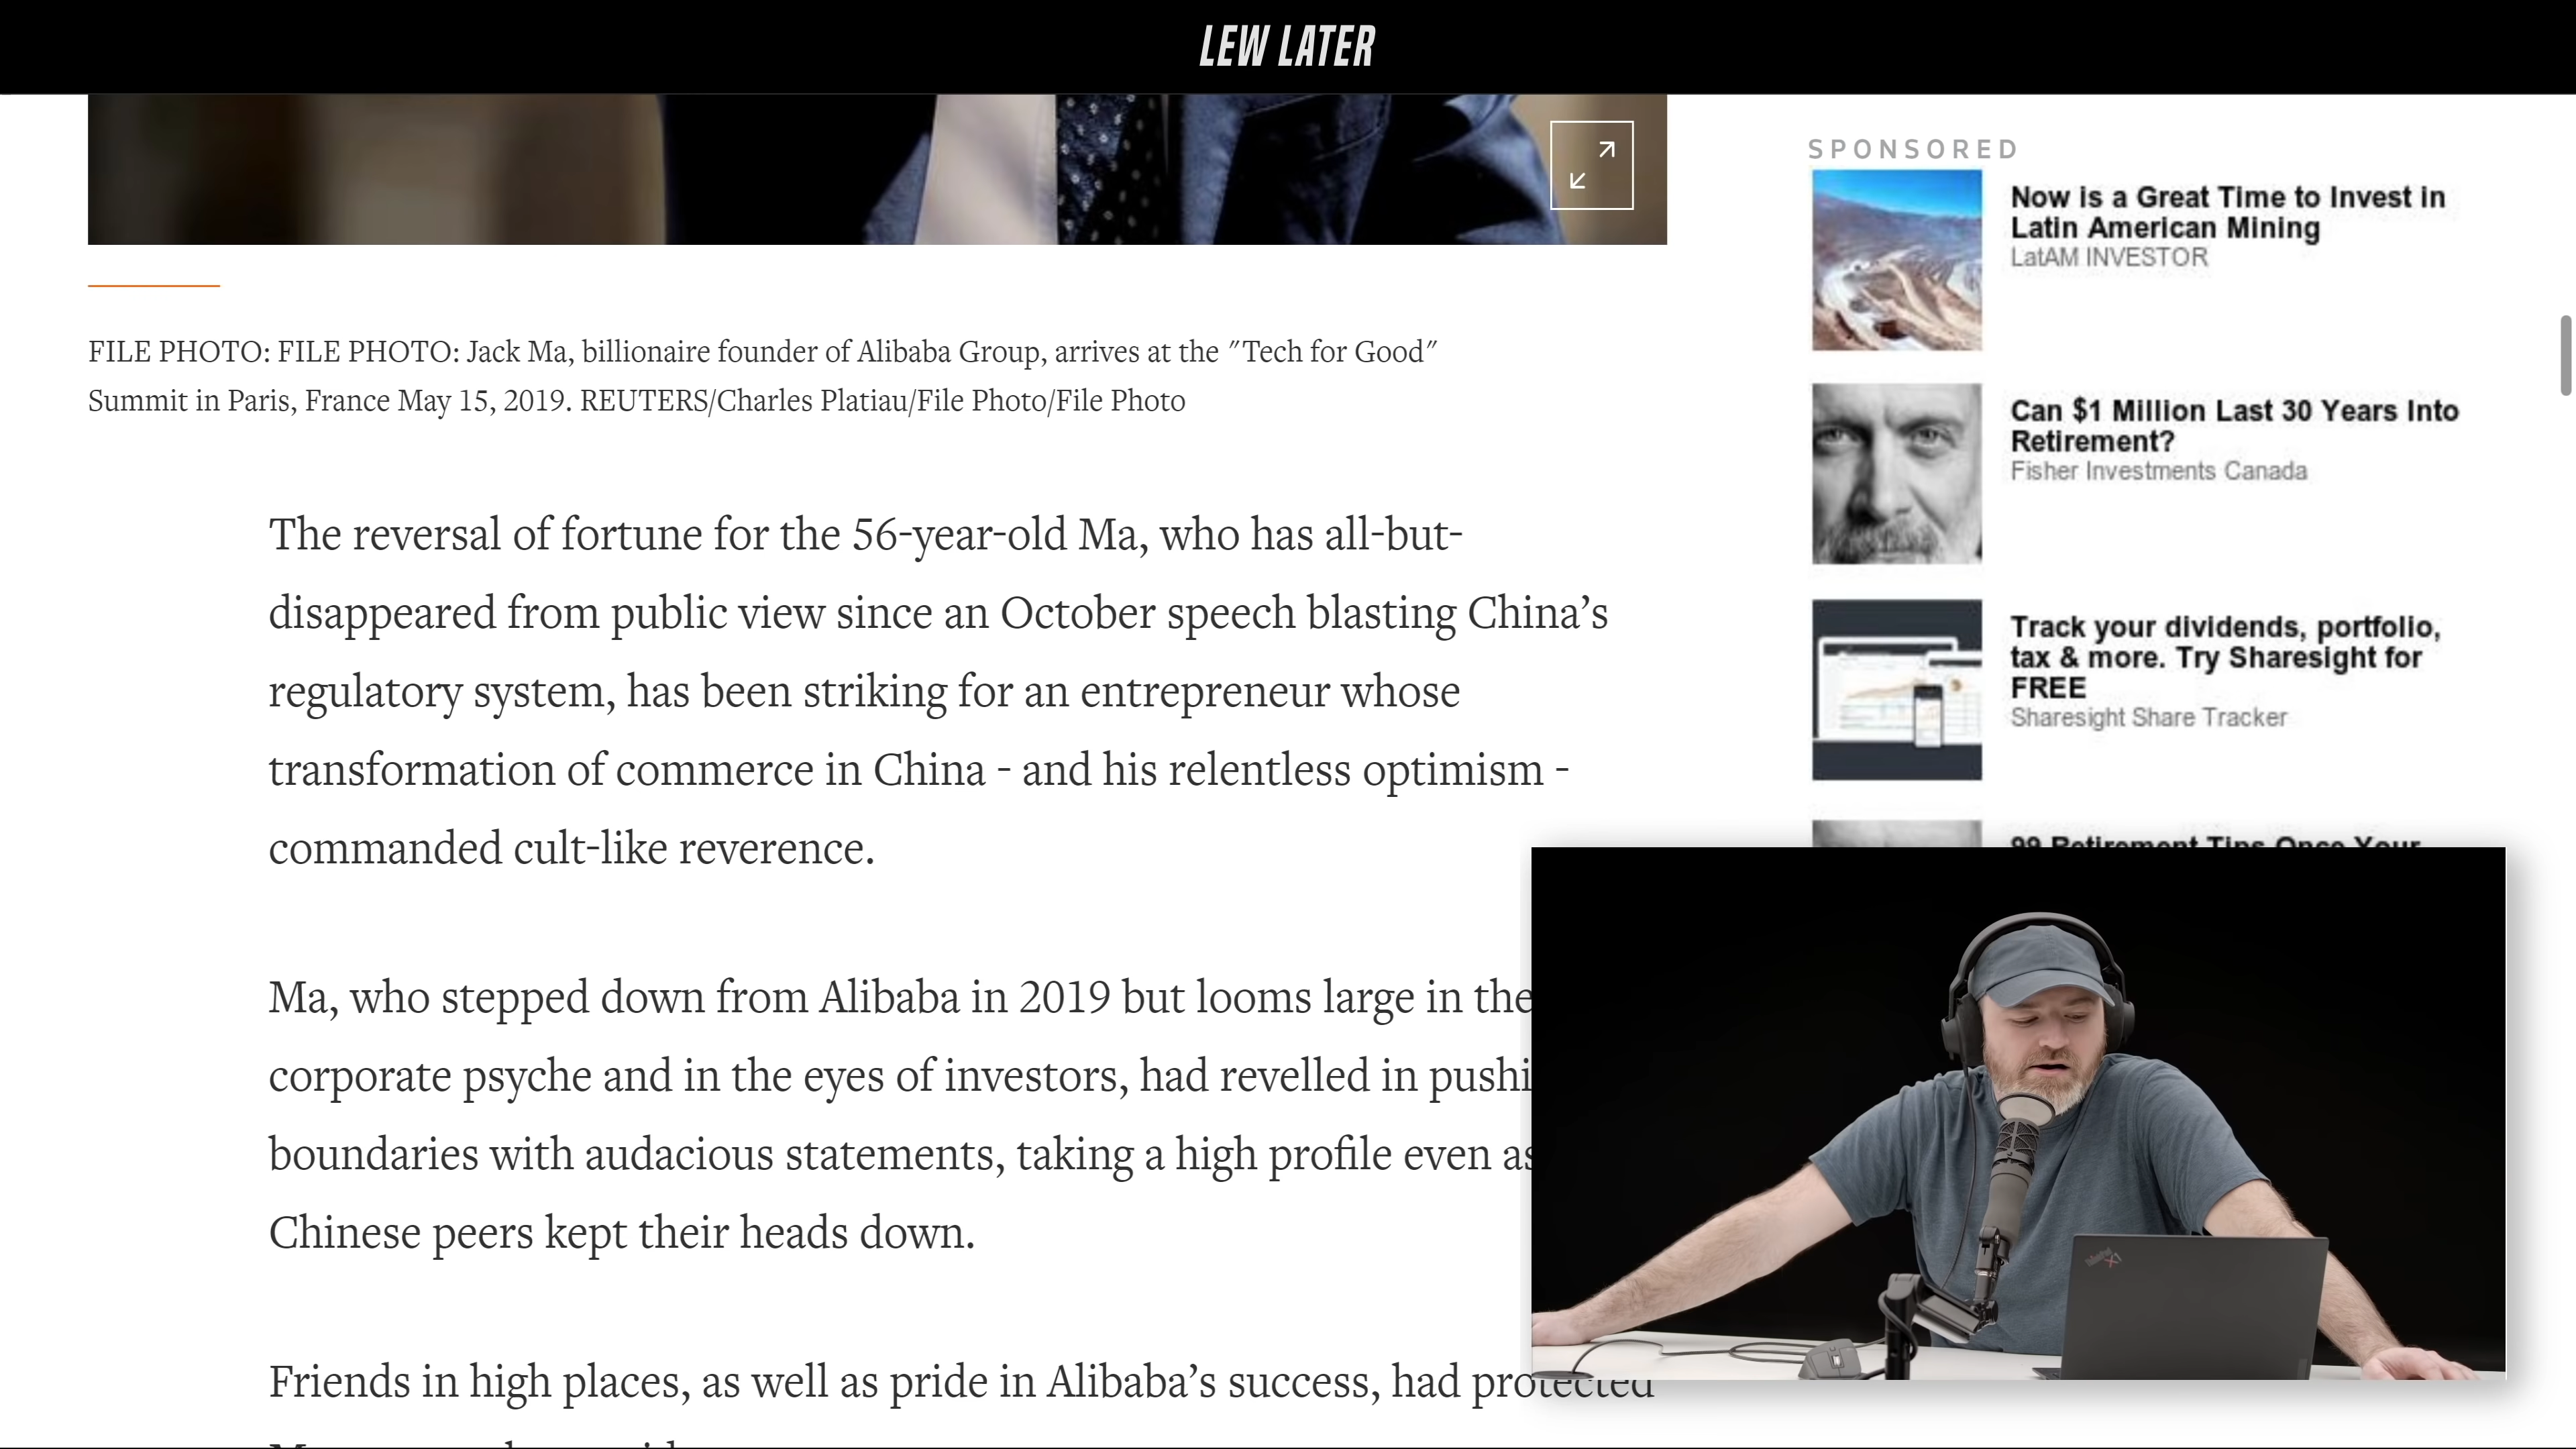 LEW LATER
FILE PHOTO: FILE PHOTO: Jack Ma, billionaire founder of Alibaba Group, arrives at the "Tech for Good"
Summit in Paris, France May 15, 2019. REUTERS/Charles Platiau/File Photo/File Photo
The reversal of fortune for the 56-year-old Ma, who has all-but-
disappeared from public view since an October speech blasting China’s
regulatory system, has been striking for an entrepreneur whose
transformation of commerce in China - and his relentless optimism -
commanded cult-like reverence.
Ma, who stepped down from Alibaba in 2019 but looms large in the
corporate psyche and in the eyes of investors, had revelled in
boundaries with audacious statements, taking a high profile even as
Chinese peers kept their heads down.
Friends in high places, as well as pride in Alibaba’s success, had protected
SPONSORED
Now is a Great Time to Invest in
Latin American Mining
LatAM INVESTOR
Can $1 Million Last 30 Years Into
Retirement?
Fisher Investments Canada
Track your dividends, portfolio,
tax & more. Try Sharesight for
FREE
Sharesight Share Tracker
99 Retirement Tips Once Your